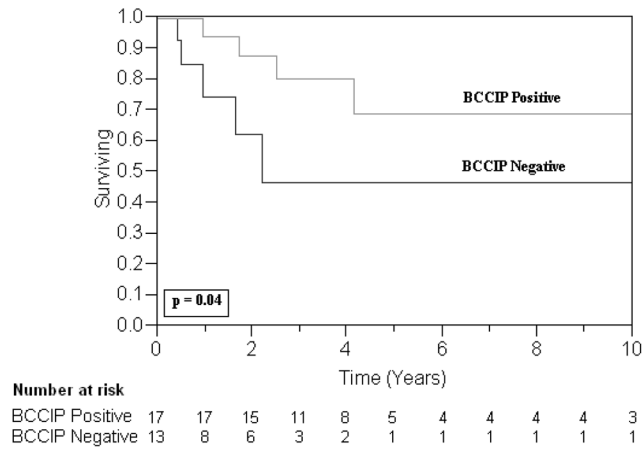 1.0
0.9
0.8
0.7
0.6
0.5
0.4
0.3
0.2
0.1
0.0
Surviving
BCCIP Positive
BCCIP Negative
p = 0.04
0 2 4 6 8 10
Time (Years)
Number at risk
BCCIP Positive 17 17 15 11 8 5 4 4 4 4 3
BCCIP Negative 13 8 6 3 2 1 1 1 1 1 1